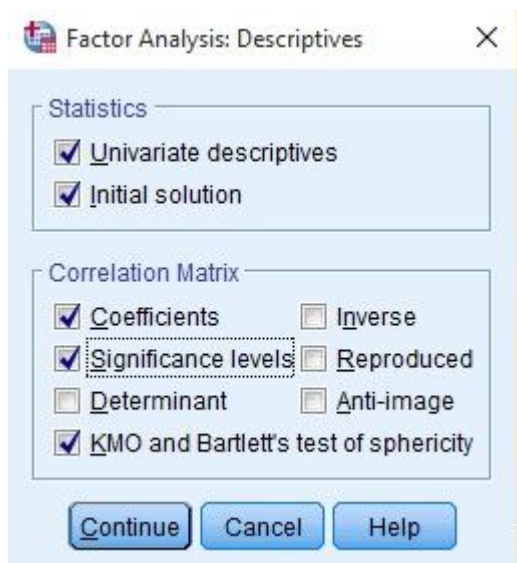 Factor Analysis: Descriptives
Statistics
Univariate descriptives
Initial solution
Correlation Matrix
Coefficients Inverse
Significance levels Reproduced
Determinant Anti-image
KMO and Bartlett's test of sphericity
Continue Cancel Help